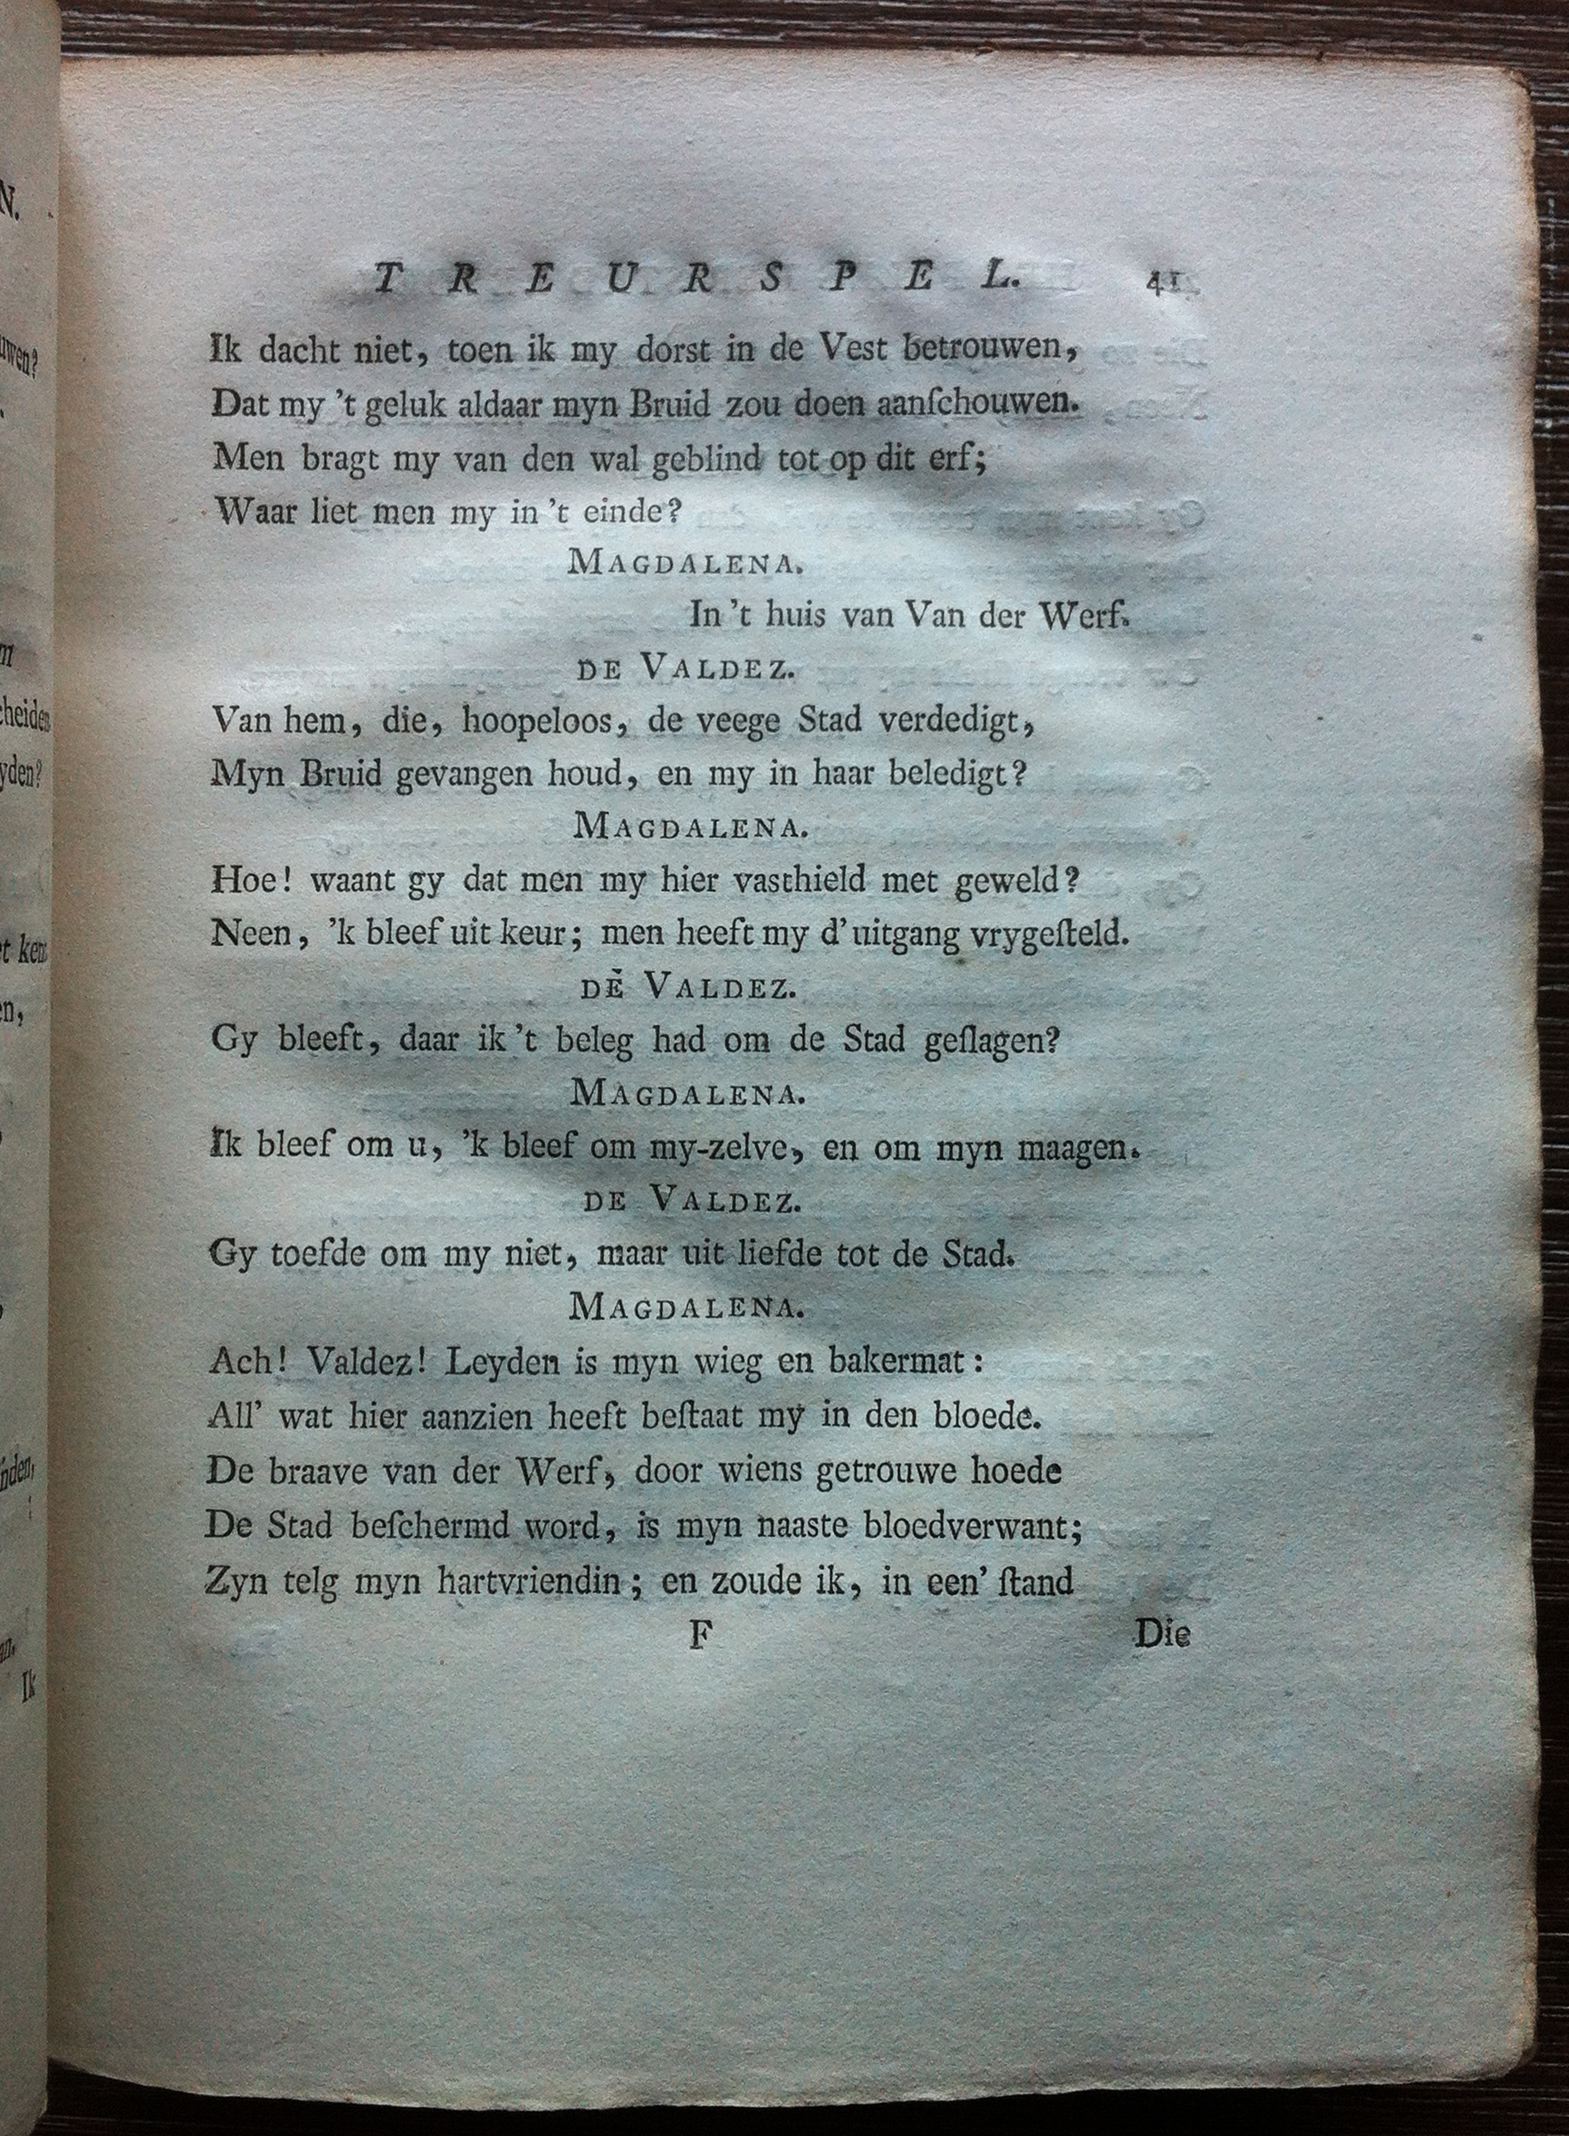 TREURSPEL. 41
Ik dacht niet, toen ik my dorst in de Vest betrouwen,
Dat my 't geluk aldaar myn Bruid zou doen aanſchouwen.
Men bragt my van den wal geblind tot op dit erf;
Waar liet men my in 't einde?
MAGDALENA.
In 't huis van Van der Werf.
DE VALDEZ.
Van hem, die, hoopeloos, de veege Stad verdedigt,
Myn Bruid gevangen houd, en my in haar beledigt?
MAGDALENA.
Hoe! waant gy dat men my hier vasthield met geweld?
Neen, 'k bleef uit keur; men heeft my d'uitgang vrygeſteld.
DE VALDEZ.
Gy bleeft, daar ik 't beleg had om de Stad geſlagen?
MAGDALENA.
Ik bleef om u, 'k bleef om my-zelve, en om myn maagen.
DE VALDEZ.
Gy toefde om my niet, maar uit liefde tot de Stad.
MAGDALENA.
Ach! Valdez! Leyden is myn wieg en bakermat:
All' wat hier aanzien heeft beſtaat my in den bloede.
De braave van der Werf, door wiens getrouwe hoede
De Stad beſchermd word, is myn naaste bloedverwant;
Zyn telg myn hartvriendin; en zoude ik, in een' ſtand
F Die